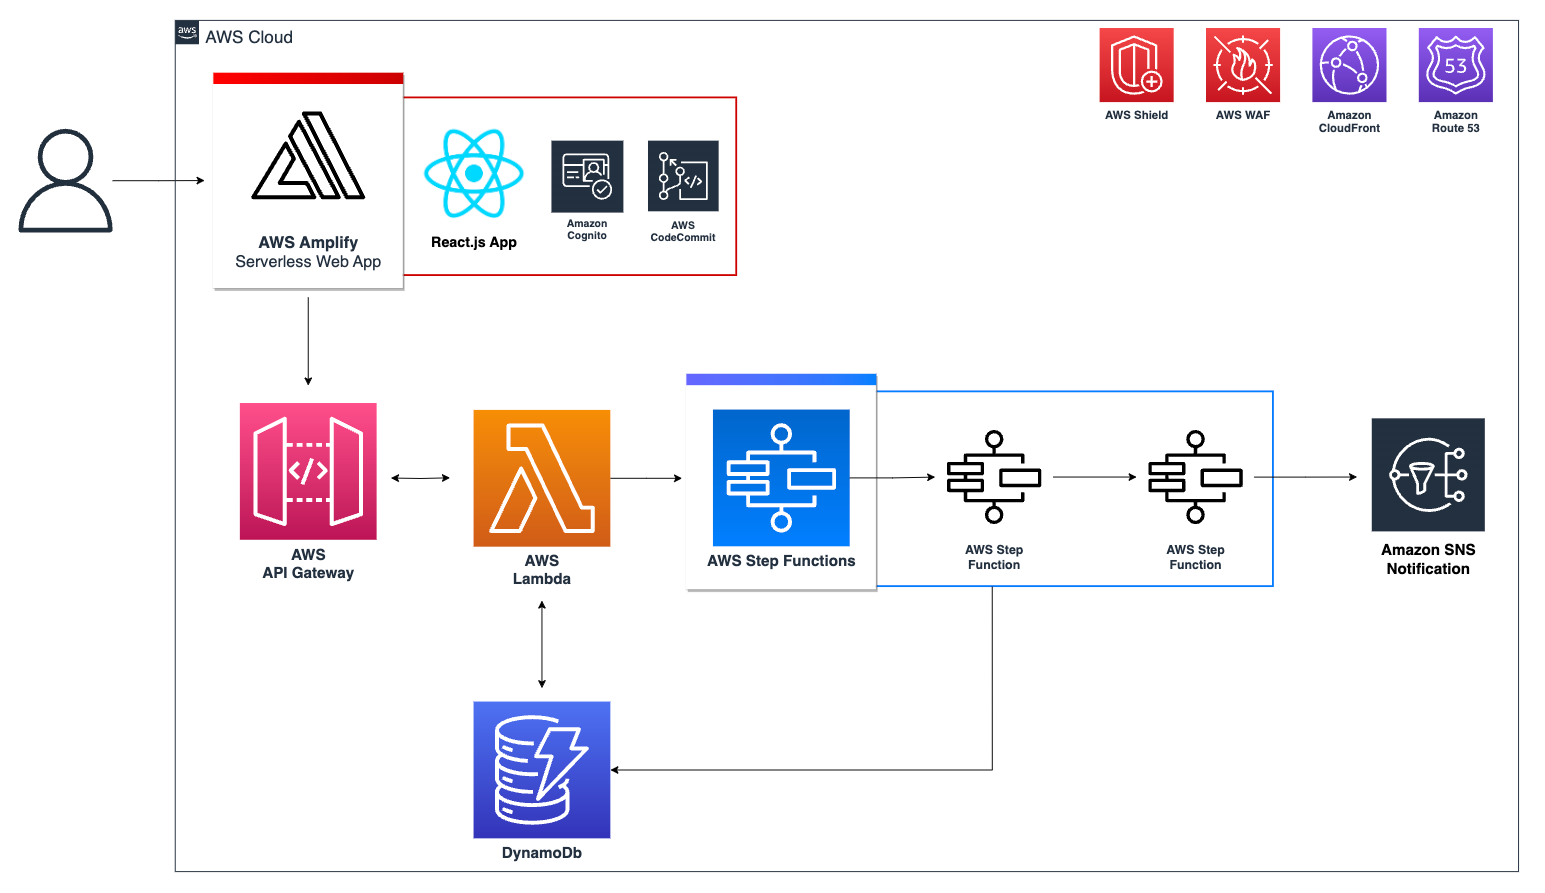 aws
AWS Cloud
AWS Shield
AWS WAF
Amazon
CloudFront
53
Amazon
Route 53
AWS Amplify
Serverless Web App
React.js App
Amazon
Cognito
</>
AWS
CodeCommit
</>
AWS
API Gateway
AWS
Lambda
AWS Step Functions
AWS Step
Function
AWS Step
Function
Amazon SNS
Notification
DynamoDb